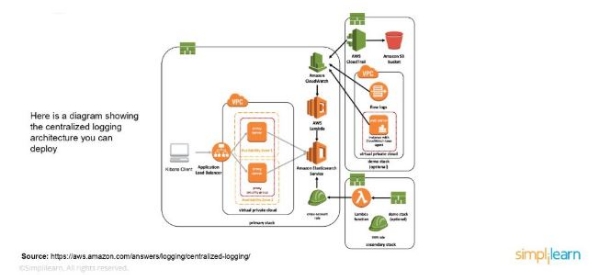 Here is a diagram showing
the centralized logging
architecture you can
deploy
AWS
CloudTrail
Amazon S3
bucket
Amazon
CloudWatch
VPC
flow logs
virtual private cloud
demo stack
(optional)
AWS
Lambda
VPC
Kibana Client
Application
Load Balancer
Amazon Elasticsearch
Service
virtual private cloud
primary stack
cross account
role
Lambda
function
demo stack
(optional)
secondary stack
Source: https://aws.amazon.com/answers/logging/centralized-logging/
©Simplilearn. All rights reserved.
simplilearn